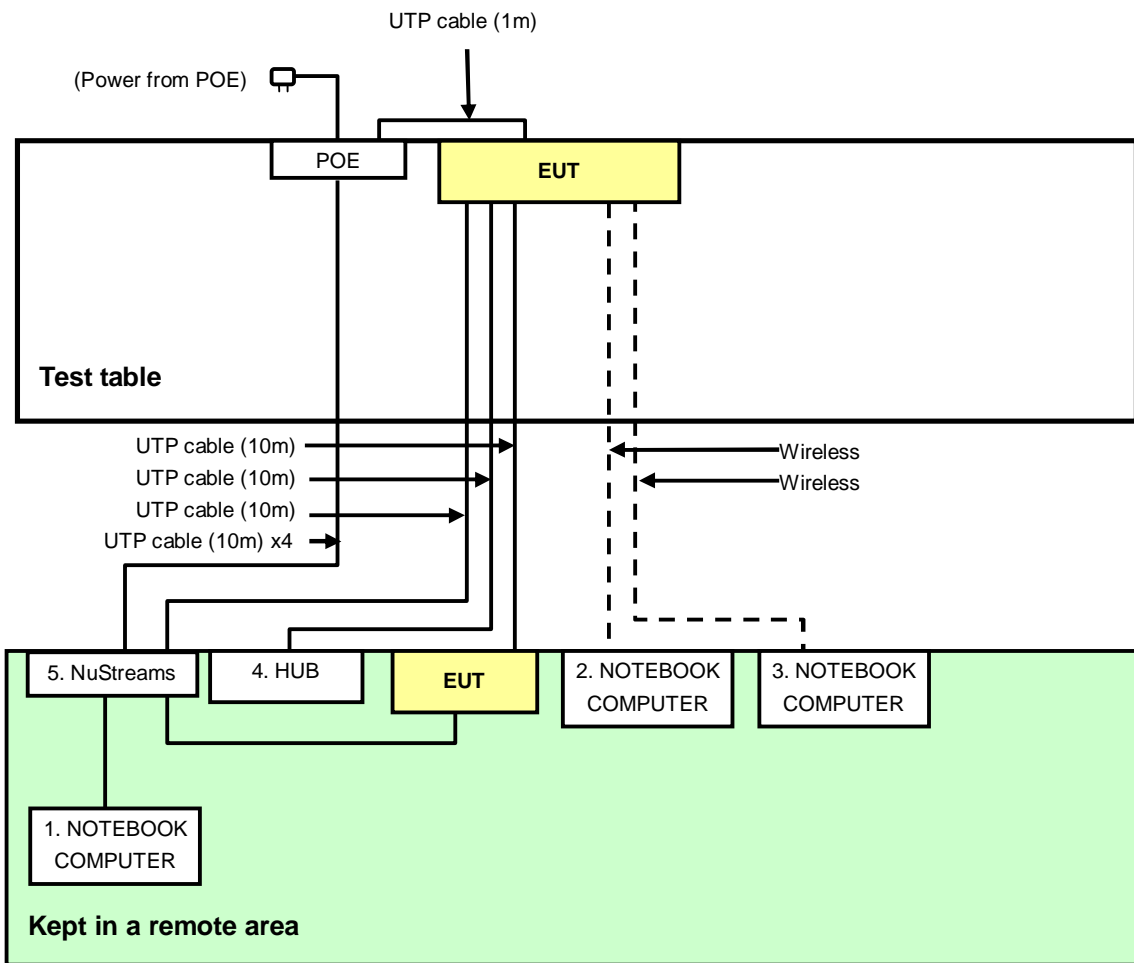 UTP cable (1m)
(Power from POE)
POE
EUT
Test table
UTP cable (10m)
Wireless
UTP cable (10m)
Wireless
UTP cable (10m)
UTP cable (10m) x4
5. NuStreams
4. HUB
EUT
2. NOTEBOOK
COMPUTER
3. NOTEBOOK
COMPUTER
1. NOTEBOOK
COMPUTER
Kept in a remote area